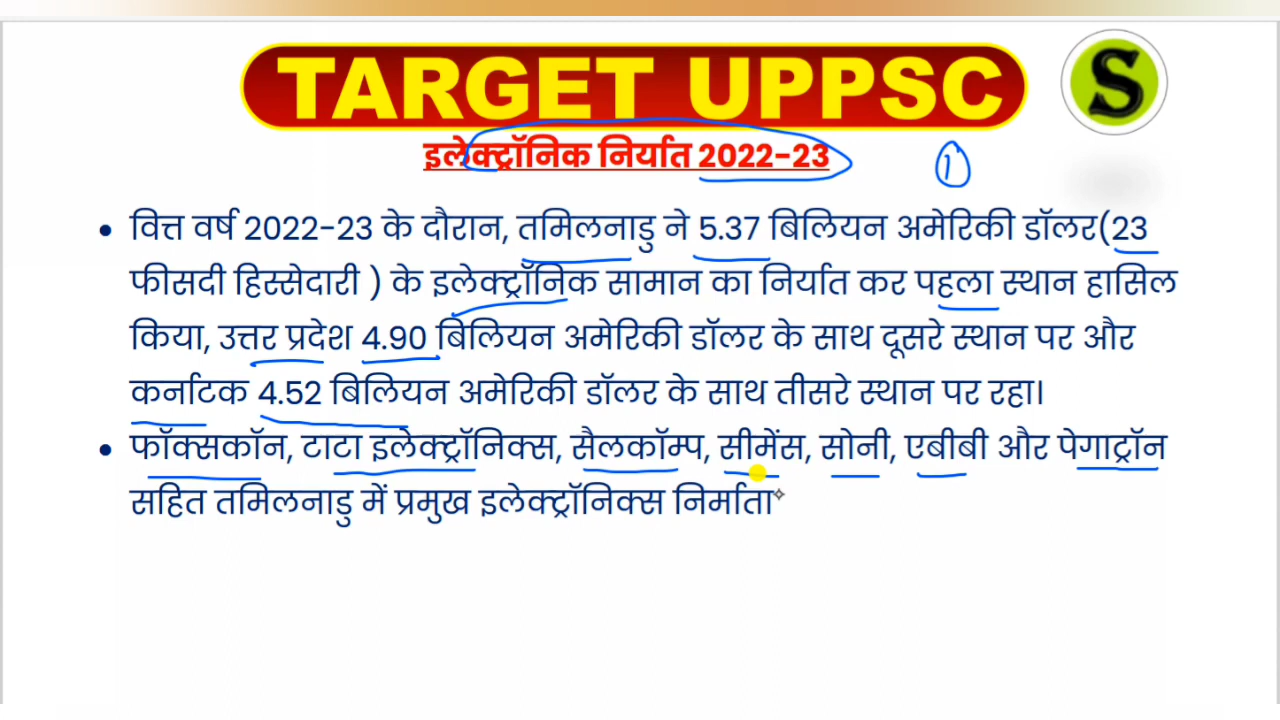 TARGET UPPSC
S
इलेक्ट्रॉनिक निर्यात 2022-23
1
• वित्त वर्ष 2022-23 के दौरान, तमिलनाडु ने 5.37 बिलियन अमेरिकी डॉलर(23
फीसदी हिस्सेदारी ) के इलेक्ट्रॉनिक सामान का निर्यात कर पहला स्थान हासिल
किया, उत्तर प्रदेश 4.90 बिलियन अमेरिकी डॉलर के साथ दूसरे स्थान पर और
कर्नाटक 4.52 बिलियन अमेरिकी डॉलर के साथ तीसरे स्थान पर रहा।
• फॉक्सकॉन, टाटा इलेक्ट्रॉनिक्स, सैलकॉम्प, सीमेंस, सोनी, एबीबी और पेगाट्रॉन
सहित तमिलनाडु में प्रमुख इलेक्ट्रॉनिक्स निर्माता